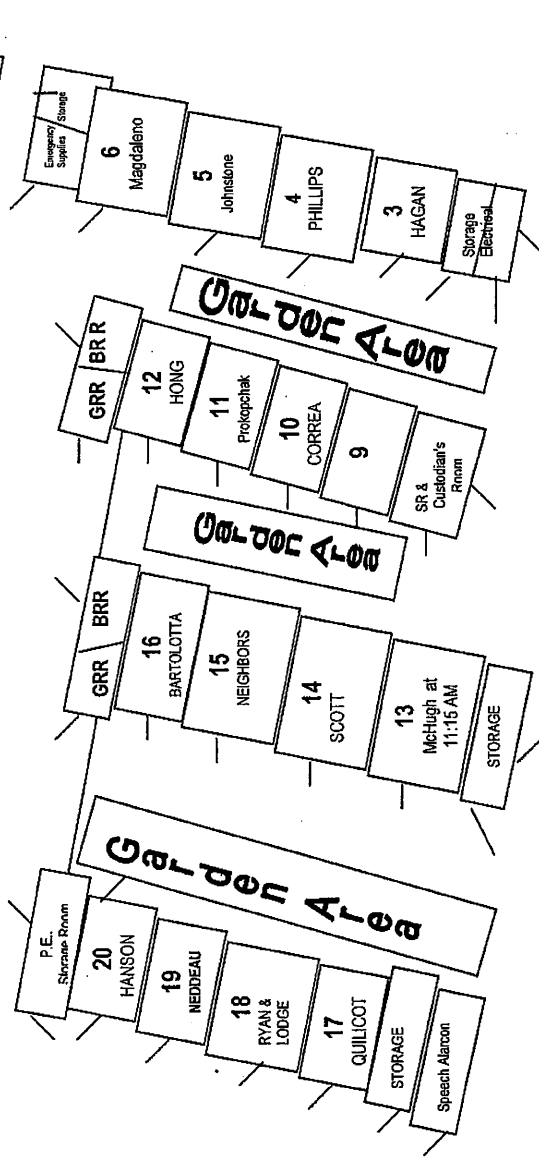 Emergency
Supplies
Storage
6
Magdaleno
5
Johnstone
4
PHILLIPS
3
HAGAN
Storage
Electrical
Garden Area
GRR
BR R
12
HONG
11
Prokopchak
10
CORREA
9
SR &
Custodian's
Room
Garden Area
GRR
BRR
16
BARTOLOTTA
15
NEIGHBORS
14
SCOTT
13
McHugh at
11:15 AM
STORAGE
Garden Area
P.E.
Storage Room
20
HANSON
19
NEDDEAU
18
RYAN &
LODGE
17
QUILICOT
STORAGE
Speech Alarcon